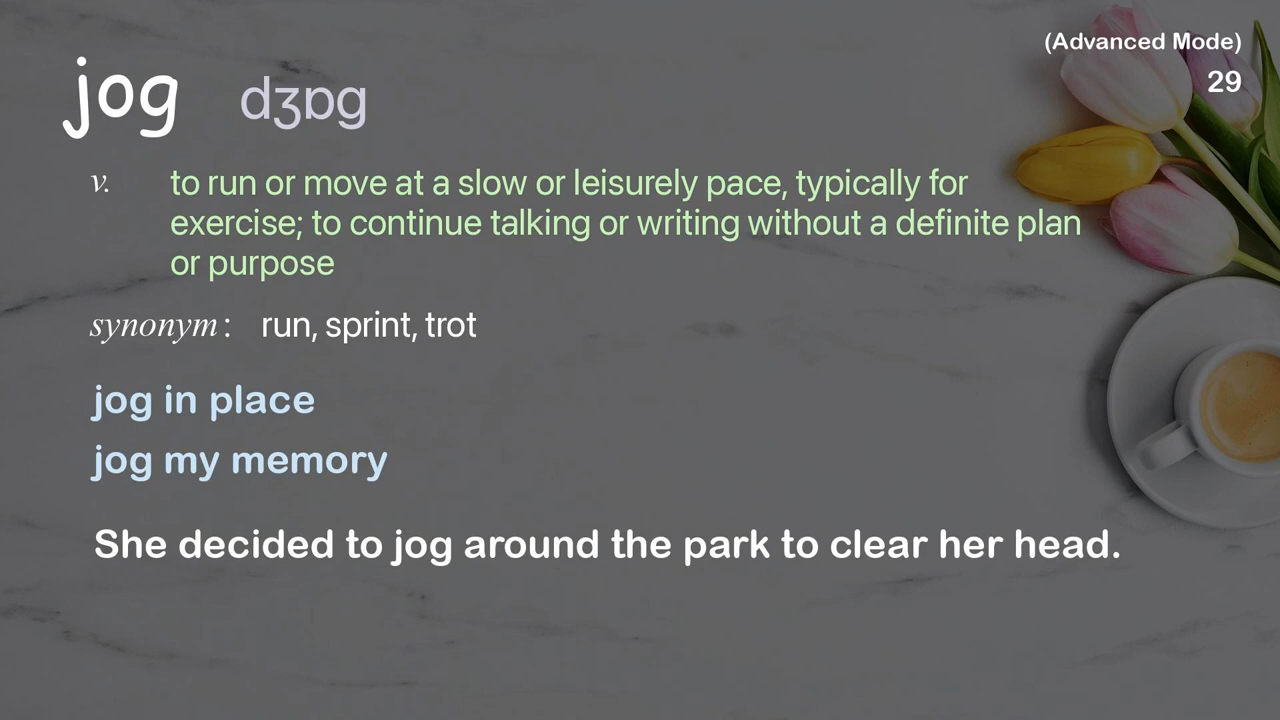 (Advanced Mode)
29
jog dʒɒg
v. to run or move at a slow or leisurely pace, typically for
exercise; to continue talking or writing without a definite plan
or purpose
synonym: run, sprint, trot
jog in place
jog my memory
She decided to jog around the park to clear her head.